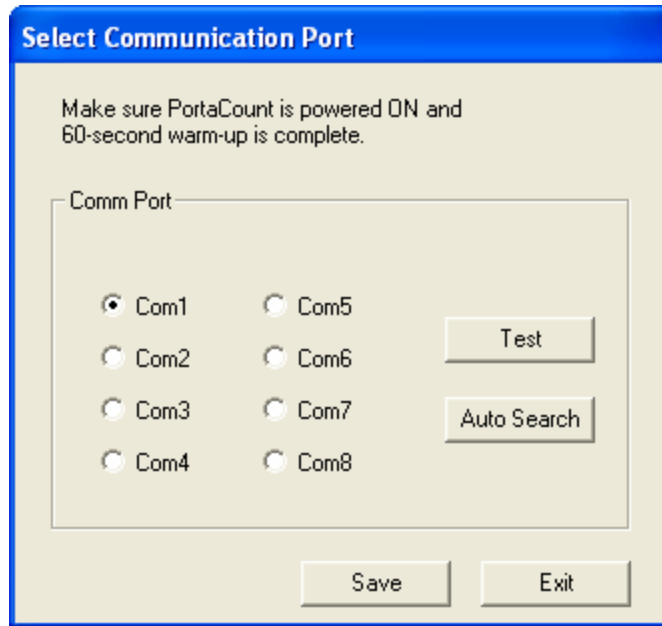 Select Communication Port
Make sure PortaCount is powered ON and
60-second warm-up is complete.
Comm Port
Com1
Com5
Com2
Com6
Com3
Com7
Com4
Com8
Test
Auto Search
Save
Exit